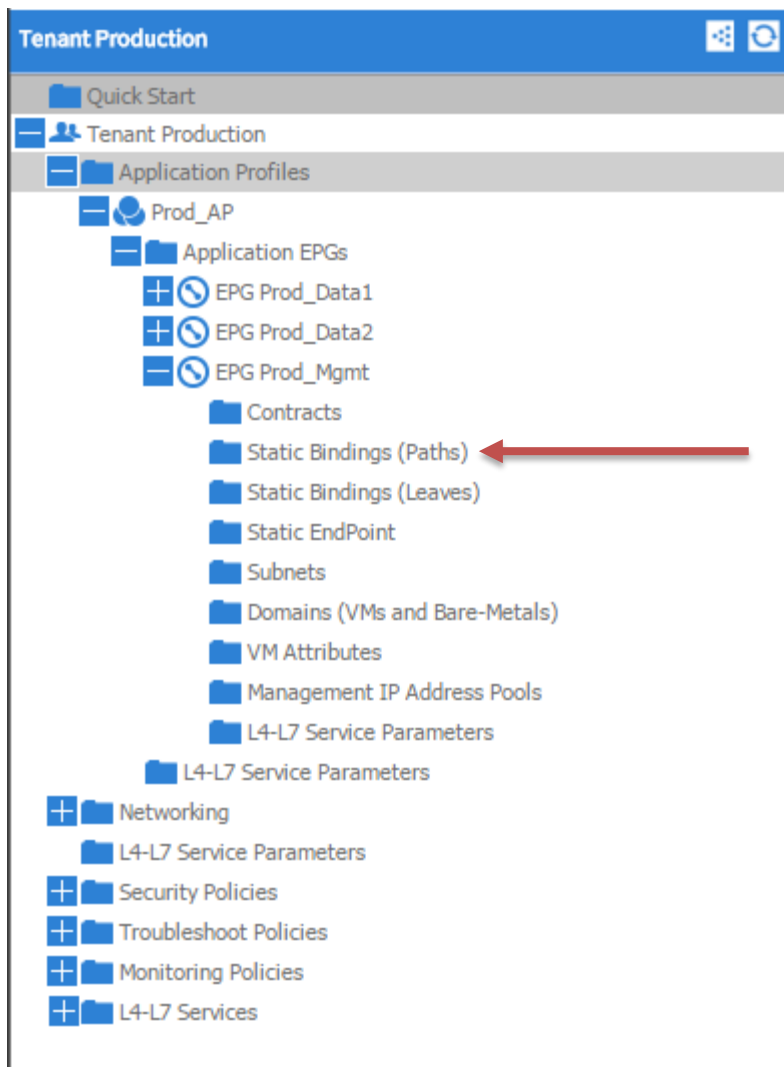 Tenant Production
Quick Start
Tenant Production
Application Profiles
Prod_AP
Application EPGs
EPG Prod_Data1
EPG Prod_Data2
EPG Prod_Mgmt
Contracts
Static Bindings (Paths)
Static Bindings (Leaves)
Static EndPoint
Subnets
Domains (VMs and Bare-Metals)
VM Attributes
Management IP Address Pools
L4-L7 Service Parameters
L4-L7 Service Parameters
Networking
L4-L7 Service Parameters
Security Policies
Troubleshoot Policies
Monitoring Policies
L4-L7 Services